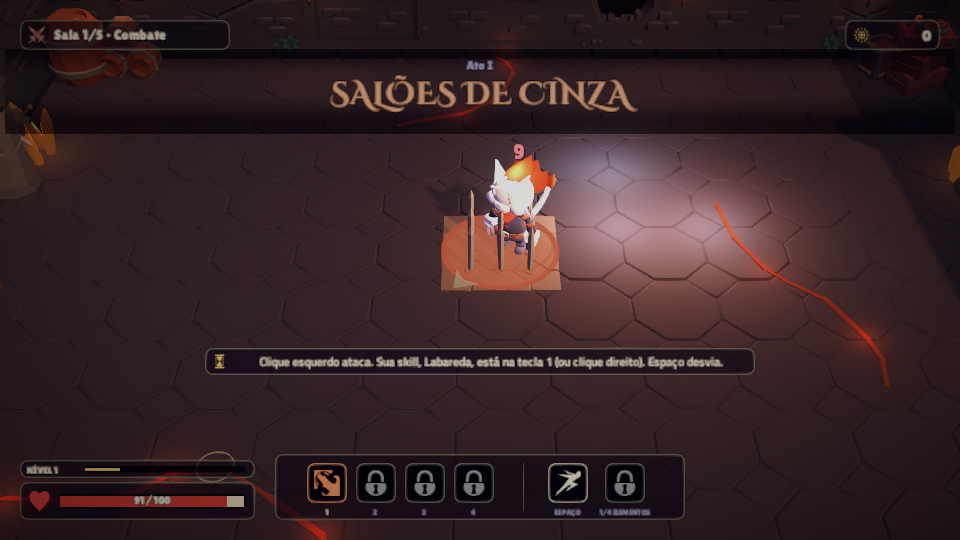 Sala 1/5 - Combate
0
Ato I
SALÕES DE CINZA
9
Clique esquerdo ataca. Sua skill, Labareda, está na tecla 1 (ou clique direito). Espaço desvia.
NÍVEL 1
91/100
1
2
3
4
ESPAÇO
1/4 ELEMENTOS